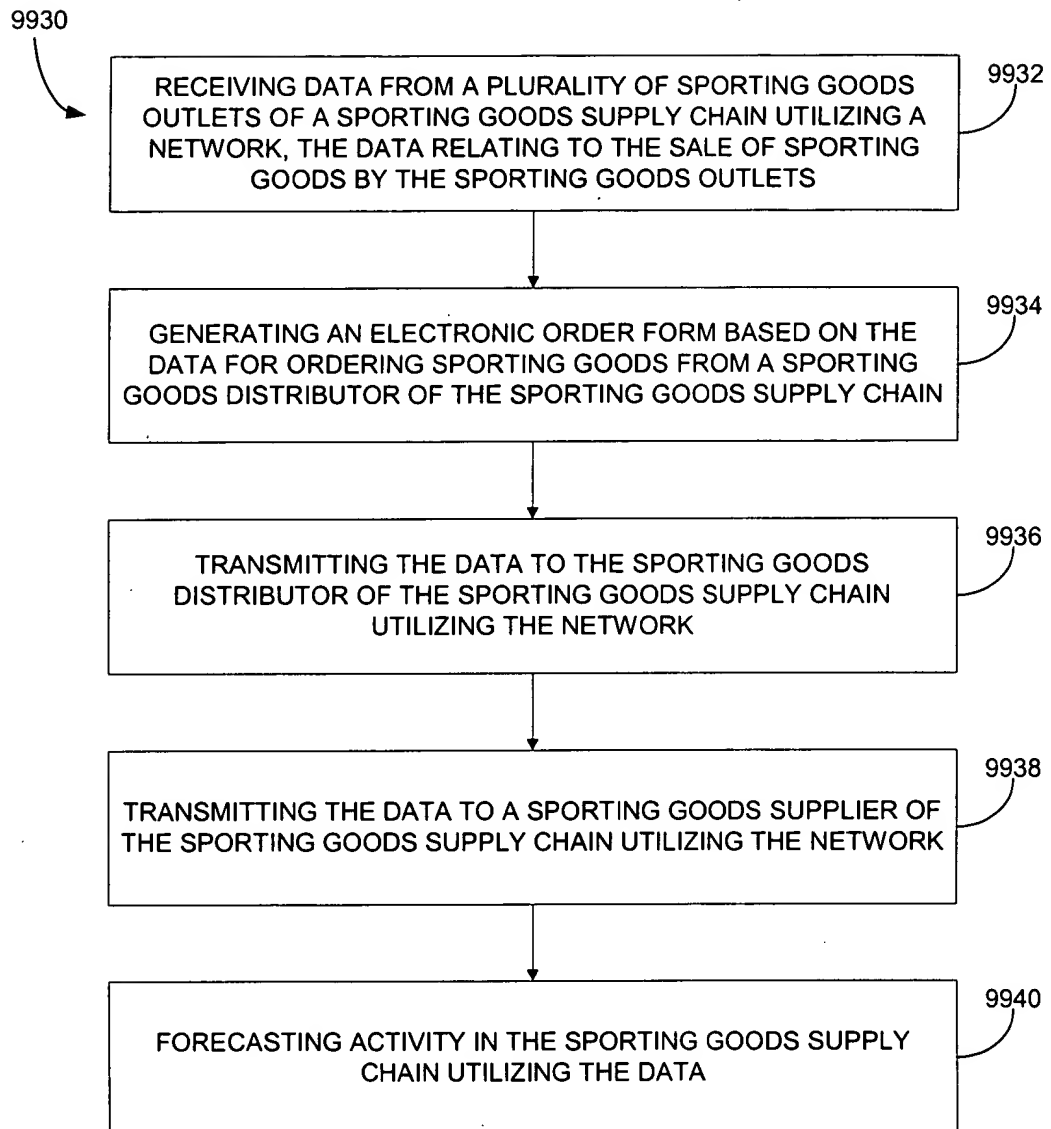 9930
9932
RECEIVING DATA FROM A PLURALITY OF SPORTING GOODS
OUTLETS OF A SPORTING GOODS SUPPLY CHAIN UTILIZING A
NETWORK, THE DATA RELATING TO THE SALE OF SPORTING
GOODS BY THE SPORTING GOODS OUTLETS
9934
GENERATING AN ELECTRONIC ORDER FORM BASED ON THE
DATA FOR ORDERING SPORTING GOODS FROM A SPORTING
GOODS DISTRIBUTOR OF THE SPORTING GOODS SUPPLY CHAIN
9936
TRANSMITTING THE DATA TO THE SPORTING GOODS
DISTRIBUTOR OF THE SPORTING GOODS SUPPLY CHAIN
UTILIZING THE NETWORK
9938
TRANSMITTING THE DATA TO A SPORTING GOODS SUPPLIER OF
THE SPORTING GOODS SUPPLY CHAIN UTILIZING THE NETWORK
9940
FORECASTING ACTIVITY IN THE SPORTING GOODS SUPPLY
CHAIN UTILIZING THE DATA